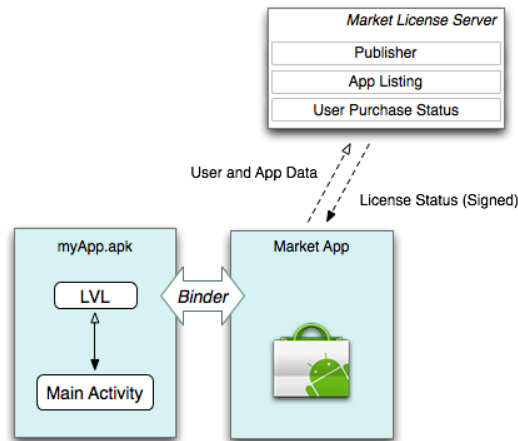 Market License Server
Publisher
App Listing
User Purchase Status
User and App Data
License Status (Signed)
myApp.apk
Market App
LVL
Binder
Main Activity